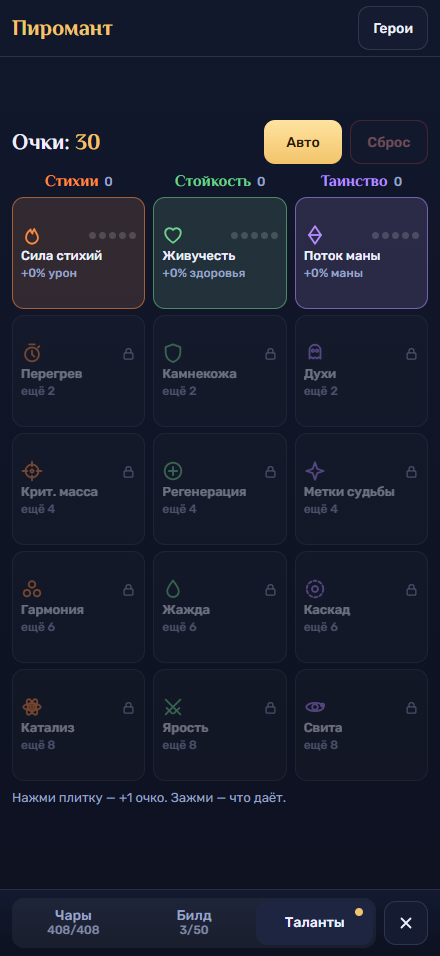 Пиромант
Герои
Очки: 30
Авто
Сброс
Стихии 0
Стойкость 0
Таинство 0
Сила стихий
+0% урон
Живучесть
+0% здоровья
Поток маны
+0% маны
Перегрев
ещё 2
Камнекожа
ещё 2
Духи
ещё 2
Крит. масса
ещё 4
Регенерация
ещё 4
Метки судьбы
ещё 4
Гармония
ещё 6
Жажда
ещё 6
Каскад
ещё 6
Катализ
ещё 8
Ярость
ещё 8
Свита
ещё 8
Нажми плитку — +1 очко. Зажми — что даёт.
Чары
408/408
Билд
3/50
Таланты